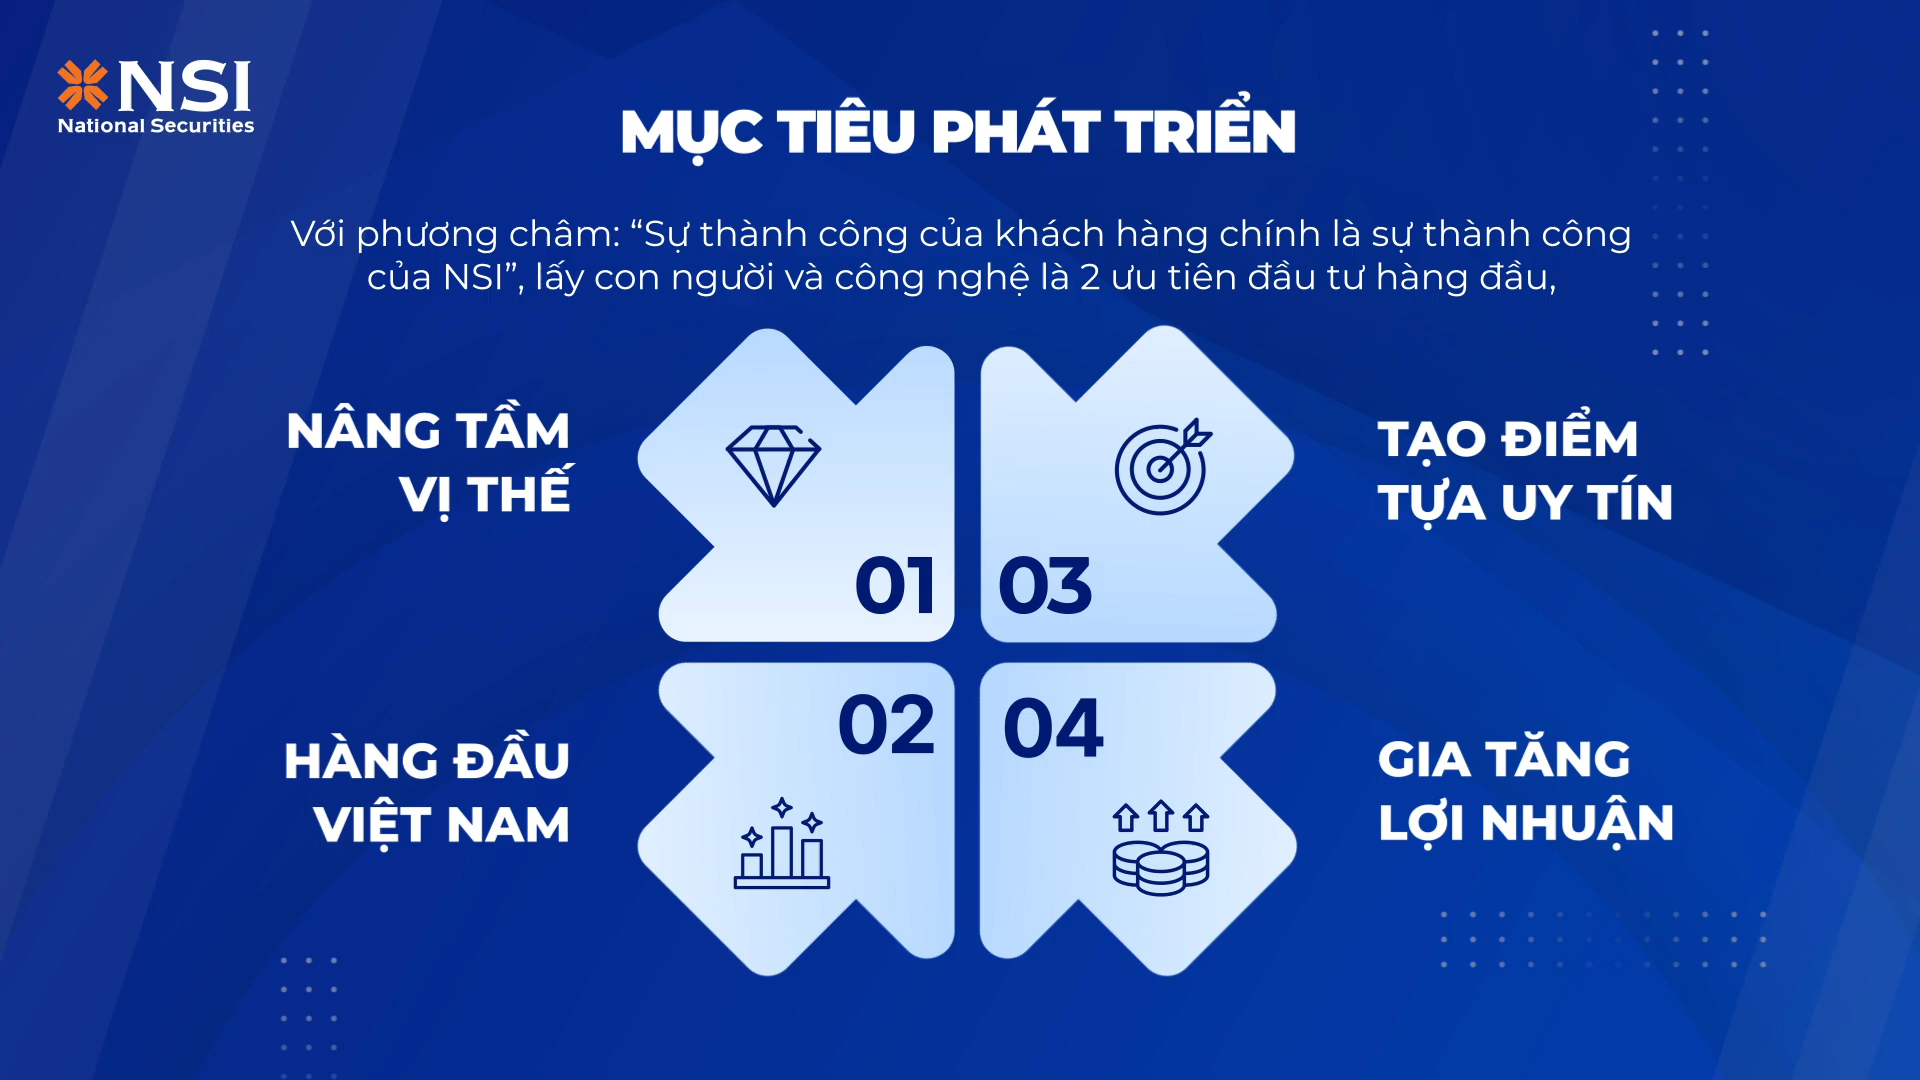 NSI
National Securities
MỤC TIÊU PHÁT TRIỂN
Với phương châm: “Sự thành công của khách hàng chính là sự thành công
của NSI”, lấy con người và công nghệ là 2 ưu tiên đầu tư hàng đầu,
NÂNG TẦM
VỊ THẾ
01
HÀNG ĐẦU
VIỆT NAM
02
03
TẠO ĐIỂM
TỰA UY TÍN
04
GIA TĂNG
LỢI NHUẬN